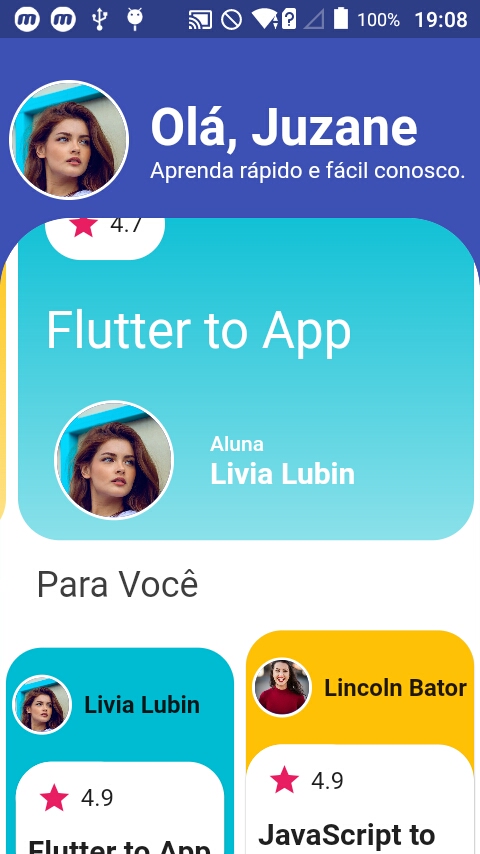 100% 19:08
Olá, Juzane
Aprenda rápido e fácil conosco.
4.7
Flutter to App
Aluna
Livia Lubin
Para Você
Livia Lubin
4.9
Flutter to App
Lincoln Bator
4.9
JavaScript to